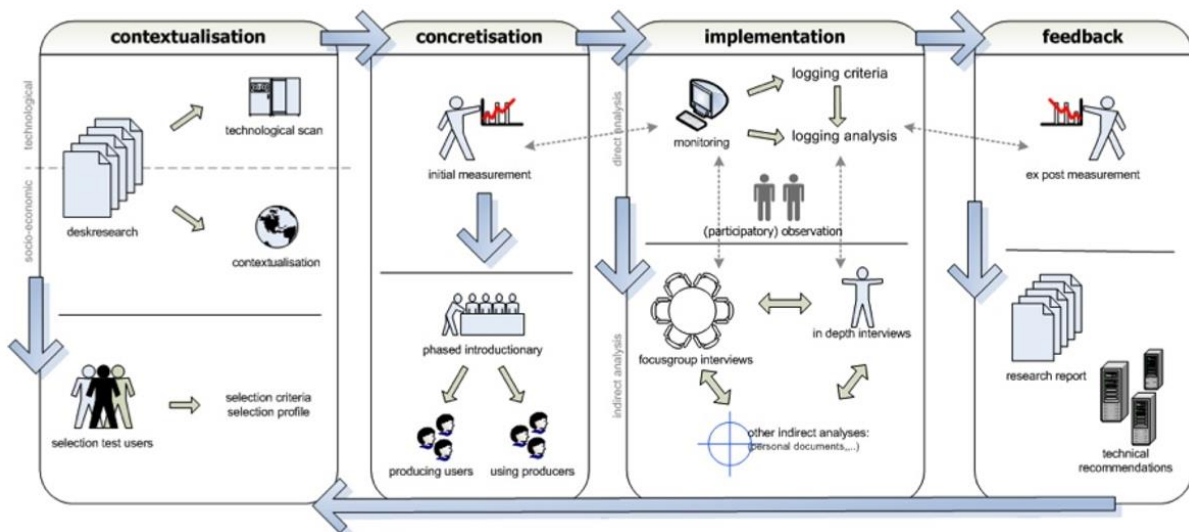 contextualisation
concretisation
implementation
feedback
technological
socio-economic
deskresearch
technological scan
contextualisation
selection test users
selection criteria
selection profile
initial measurement
phased introductionary
producing users
using producers
direct analysis
indirect analysis
monitoring
logging criteria
logging analysis
(participatory) observation
focusgroup interviews
in depth interviews
other indirect analyses:
(personal documents,...)
ex post measurement
research report
technical
recommendations